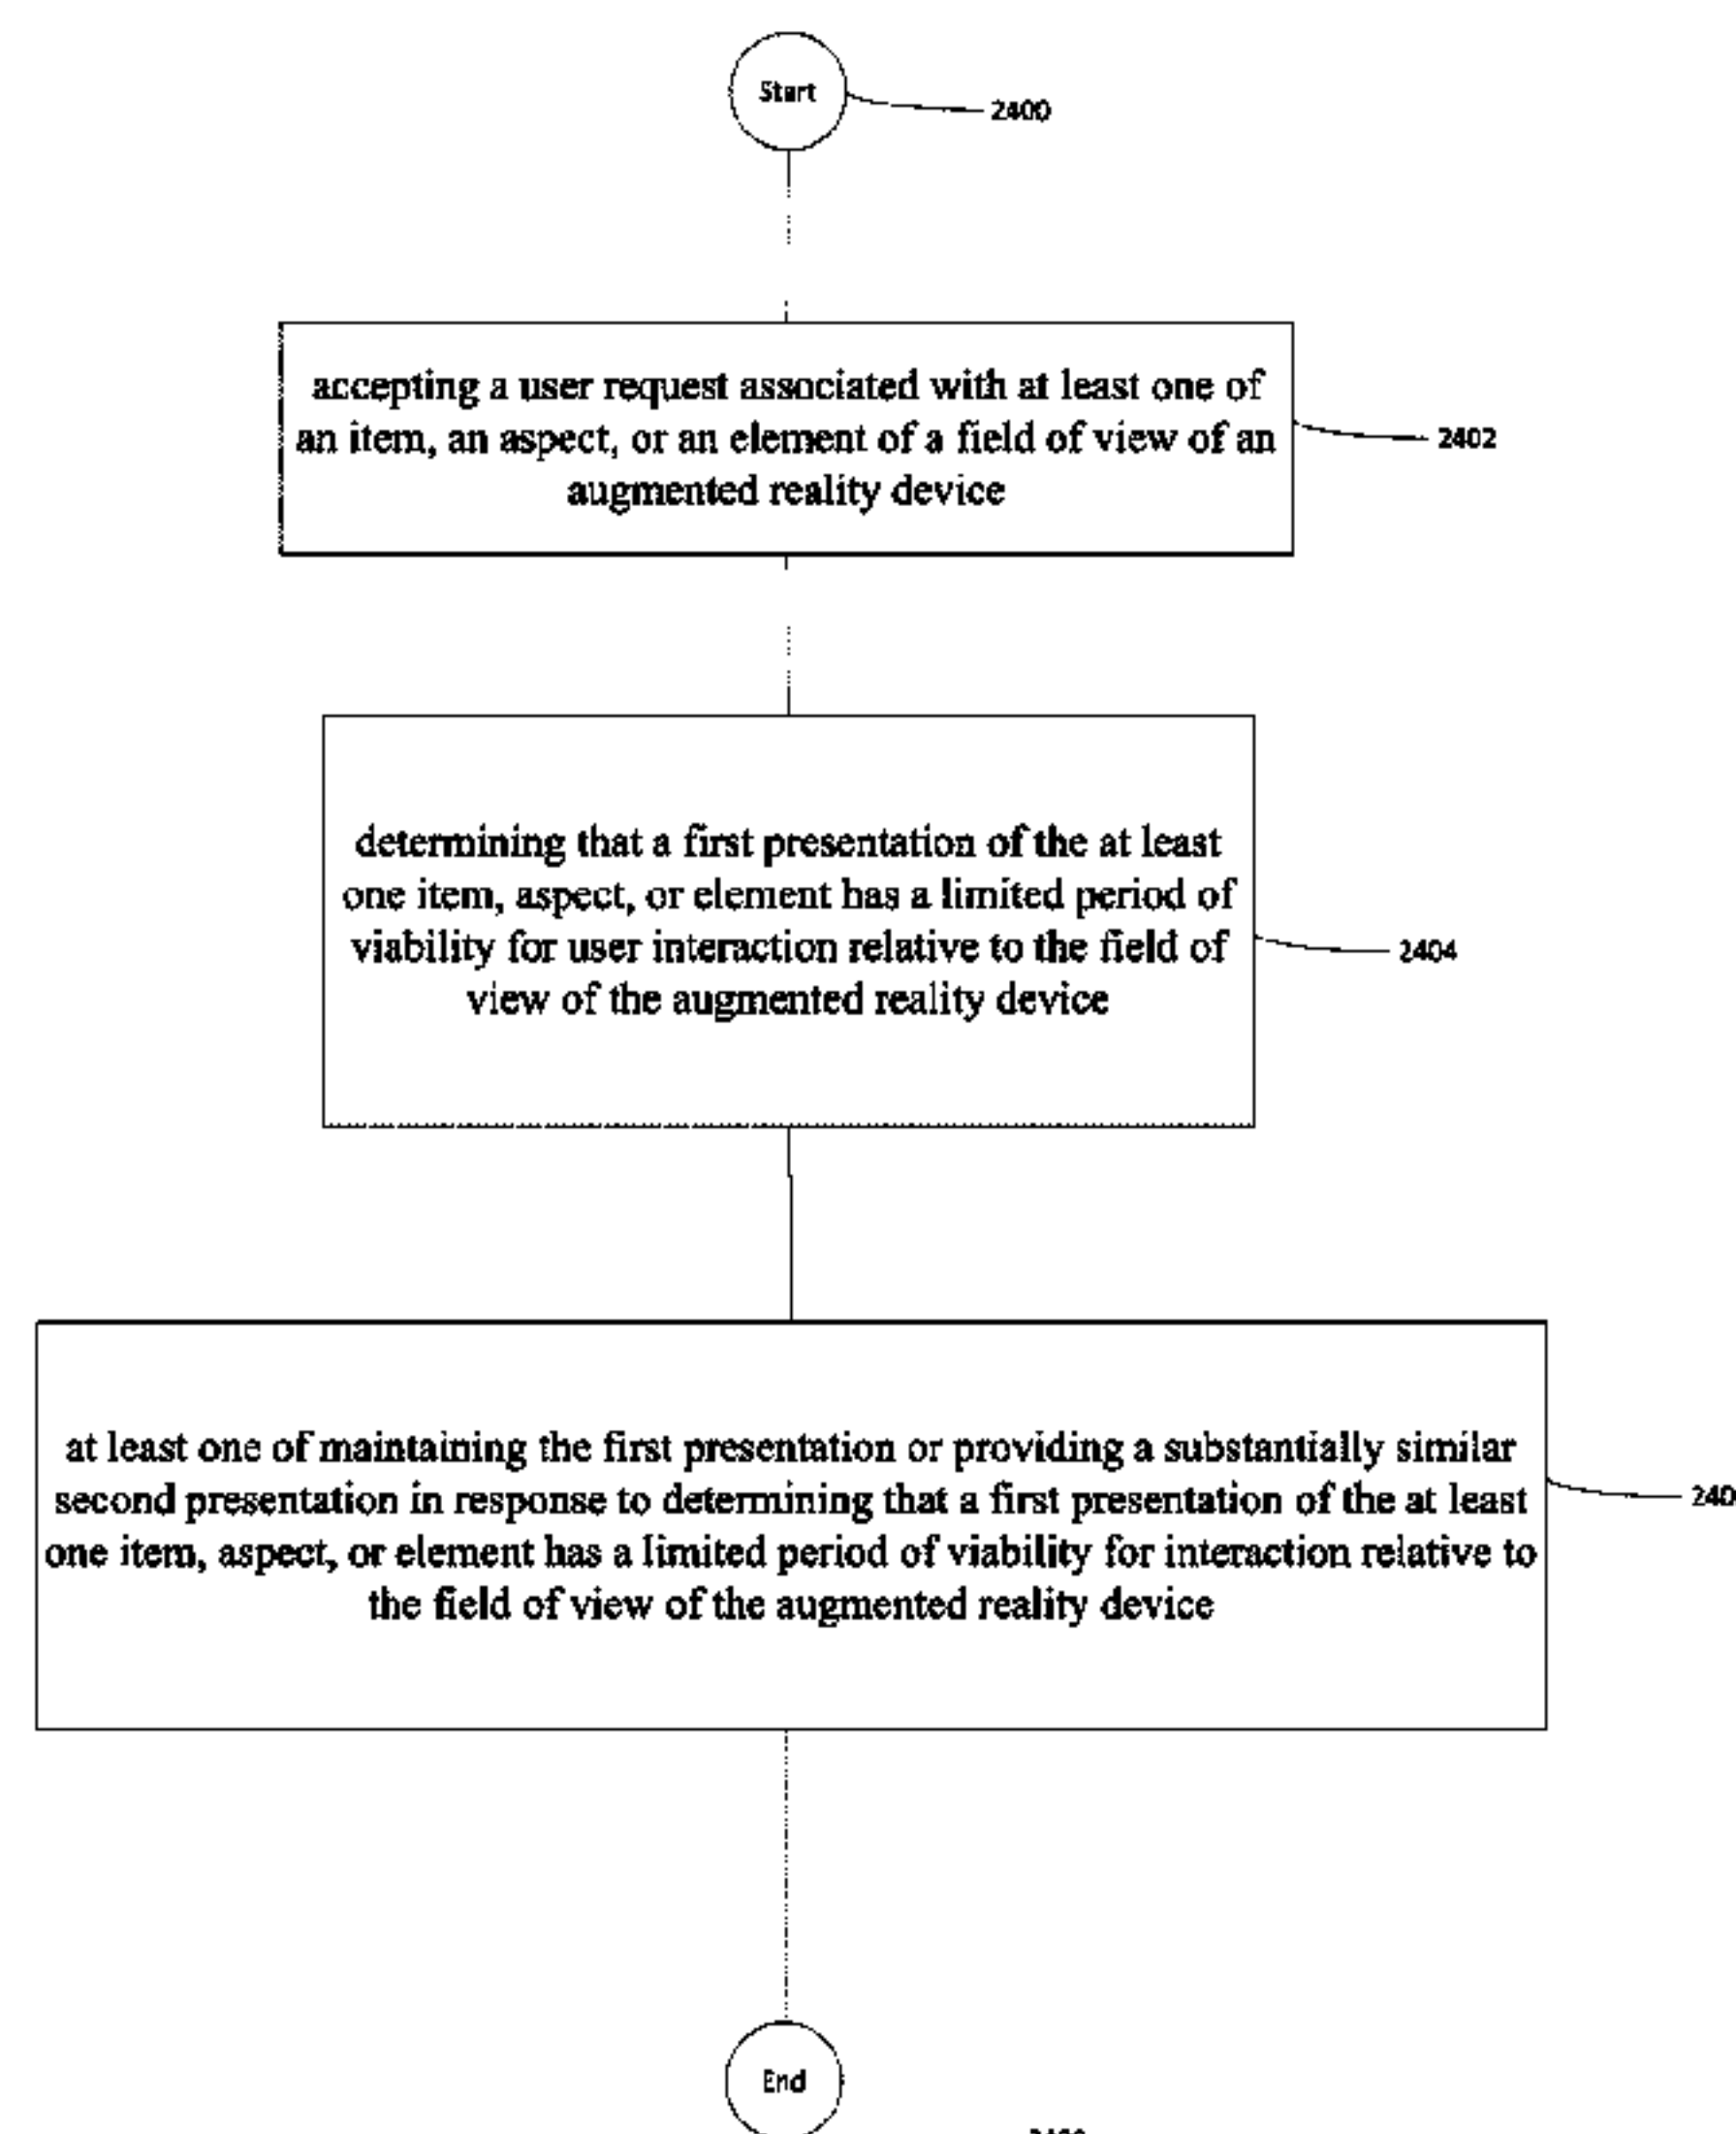 Start
2400
accepting a user request associated with at least one of
an item, an aspect, or an element of a field of view of an
augmented reality device
2402
determining that a first presentation of the at least
one item, aspect, or element has a limited period of
viability for user interaction relative to the field of
view of the augmented reality device
2404
at least one of maintaining the first presentation or providing a substantially similar
second presentation in response to determining that a first presentation of the at least
one item, aspect, or element has a limited period of viability for interaction relative to
the field of view of the augmented reality device
240
End